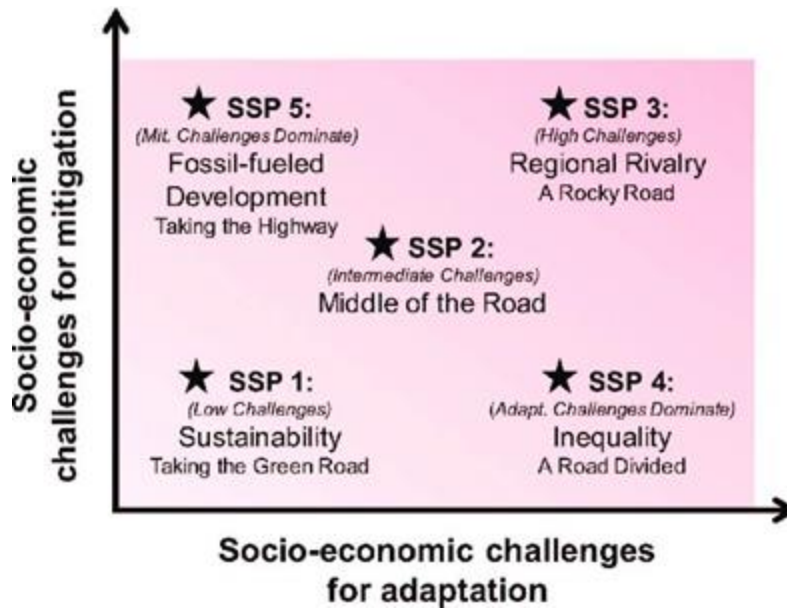 Socio-economic
challenges for mitigation
★ SSP 5:
(Mit. Challenges Dominate)
Fossil-fueled
Development
Taking the Highway
★ SSP 3:
(High Challenges)
Regional Rivalry
A Rocky Road
★ SSP 2:
(Intermediate Challenges)
Middle of the Road
★ SSP 1:
(Low Challenges)
Sustainability
Taking the Green Road
★ SSP 4:
(Adapt. Challenges Dominate)
Inequality
A Road Divided
Socio-economic challenges
for adaptation